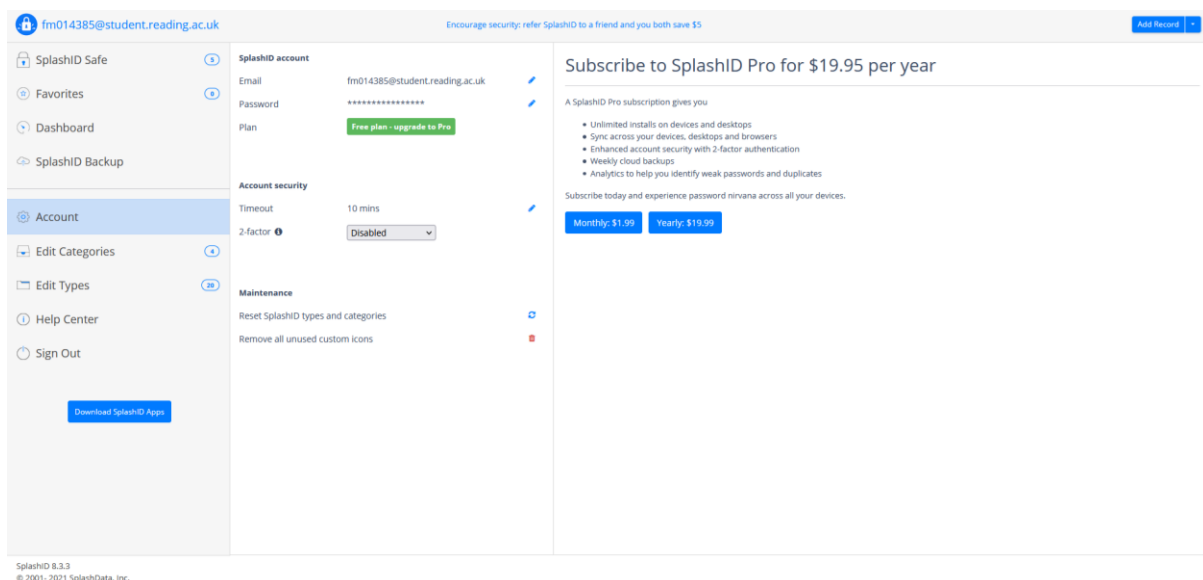 fm014385@student.reading.ac.uk
Encourage security: refer SplashID to a friend and you both save $5
Add Record
SplashID Safe 5
Favorites 0
Dashboard
SplashID Backup
Account
Edit Categories 4
Edit Types 20
Help Center
Sign Out
Download SplashID Apps
SplashID account
Email fm014385@student.reading.ac.uk
Password ****************
Plan Free plan - upgrade to Pro
Account security
Timeout 10 mins
2-factor Disabled
Maintenance
Reset SplashID types and categories
Remove all unused custom icons
Subscribe to SplashID Pro for $19.95 per year
A SplashID Pro subscription gives you
• Unlimited installs on devices and desktops
• Sync across your devices, desktops and browsers
• Enhanced account security with 2-factor authentication
• Weekly cloud backups
• Analytics to help you identify weak passwords and duplicates
Subscribe today and experience password nirvana across all your devices.
Monthly: $1.99 Yearly: $19.99
SplashID 8.3.3
© 2001- 2021 SplashData, Inc.